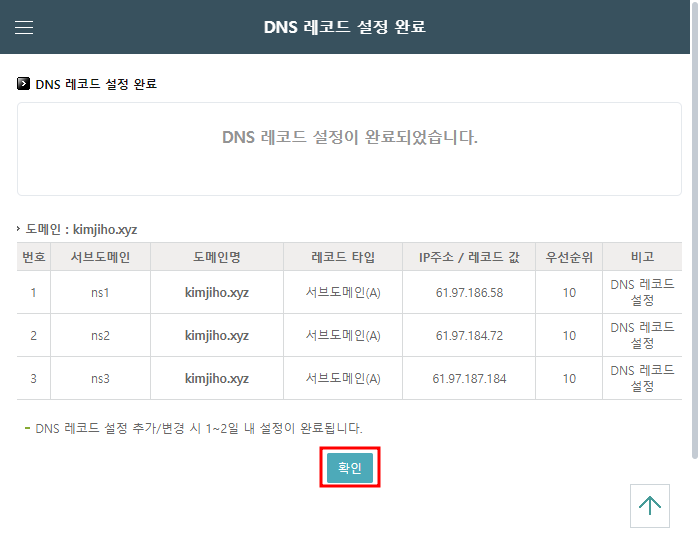 DNS 레코드 설정 완료
DNS 레코드 설정 완료
DNS 레코드 설정이 완료되었습니다.
도메인 : kimjiho.xyz
번호 서브도메인 도메인명 레코드 타입 IP주소 / 레코드 값 우선순위 비고
1 ns1 kimjiho.xyz 서브도메인(A) 61.97.186.58 10 DNS 레코드 설정
2 ns2 kimjiho.xyz 서브도메인(A) 61.97.184.72 10 DNS 레코드 설정
3 ns3 kimjiho.xyz 서브도메인(A) 61.97.187.184 10 DNS 레코드 설정
- DNS 레코드 설정 추가/변경 시 1~2일 내 설정이 완료됩니다.
확인